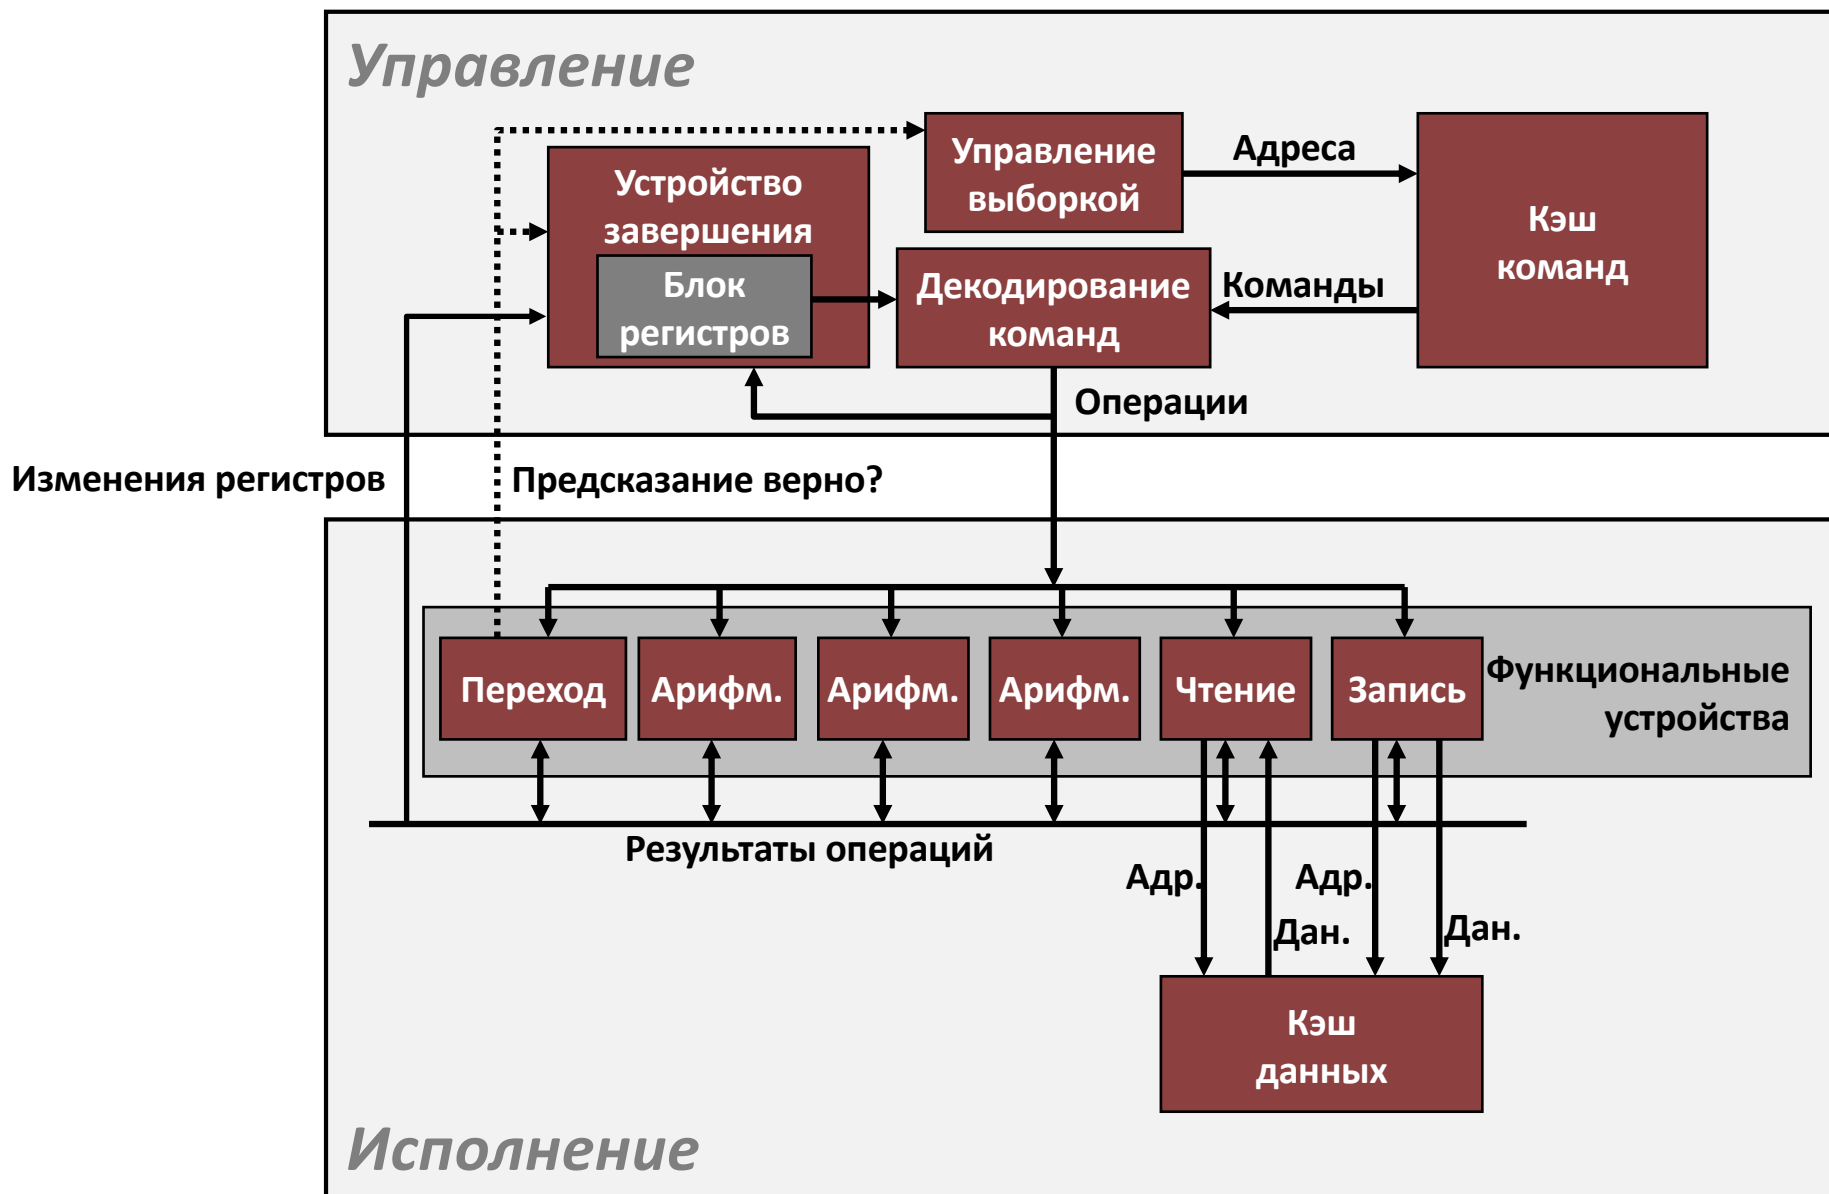 Управление
Управление
выборкой
Адреса
Кэш
команд
Устройство
завершения
Блок
регистров
Декодирование
команд
Команды
Операции
Изменения регистров
Предсказание верно?
Переход
Арифм.
Арифм.
Арифм.
Чтение
Запись
Функциональные
устройства
Результаты операций
Адр.
Дан.
Адр.
Дан.
Кэш
данных
Исполнение